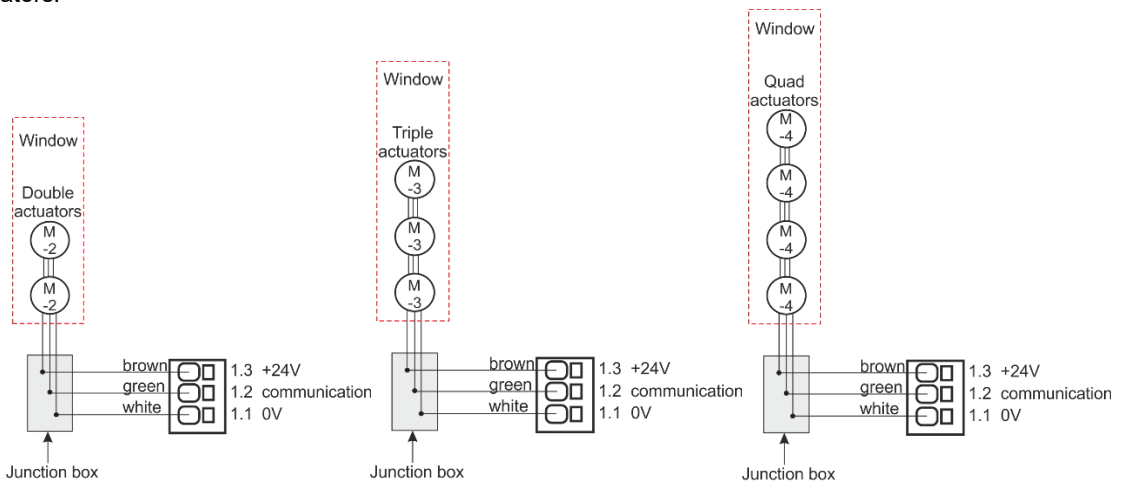 Window
Double
actuators
M
-2
M
-2
brown
green
white
1.3 +24V
1.2 communication
1.1 0V
Junction box
Window
Triple
actuators
M
-3
M
-3
M
-3
brown
green
white
1.3 +24V
1.2 communication
1.1 0V
Junction box
Window
Quad
actuators
M
-4
M
-4
M
-4
M
-4
brown
green
white
1.3 +24V
1.2 communication
1.1 0V
Junction box